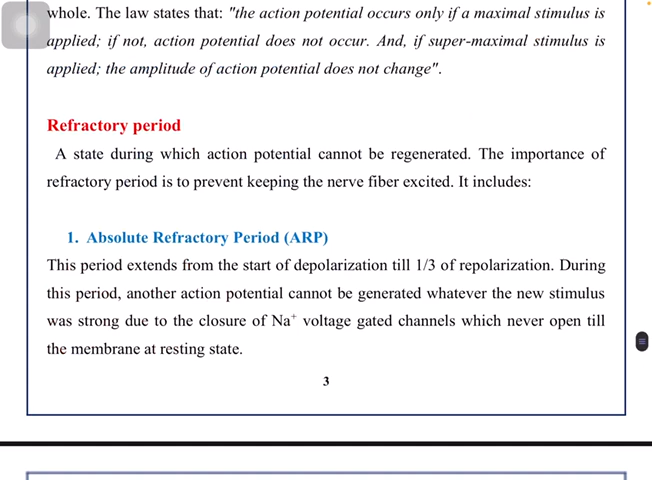 whole. The law states that: "the action potential occurs only if a maximal stimulus is
applied; if not, action potential does not occur. And, if super-maximal stimulus is
applied; the amplitude of action potential does not change".
Refractory period
A state during which action potential cannot be regenerated. The importance of
refractory period is to prevent keeping the nerve fiber excited. It includes:
1. Absolute Refractory Period (ARP)
This period extends from the start of depolarization till 1/3 of repolarization. During
this period, another action potential cannot be generated whatever the new stimulus
was strong due to the closure of Na⁺ voltage gated channels which never open till
the membrane at resting state.
3